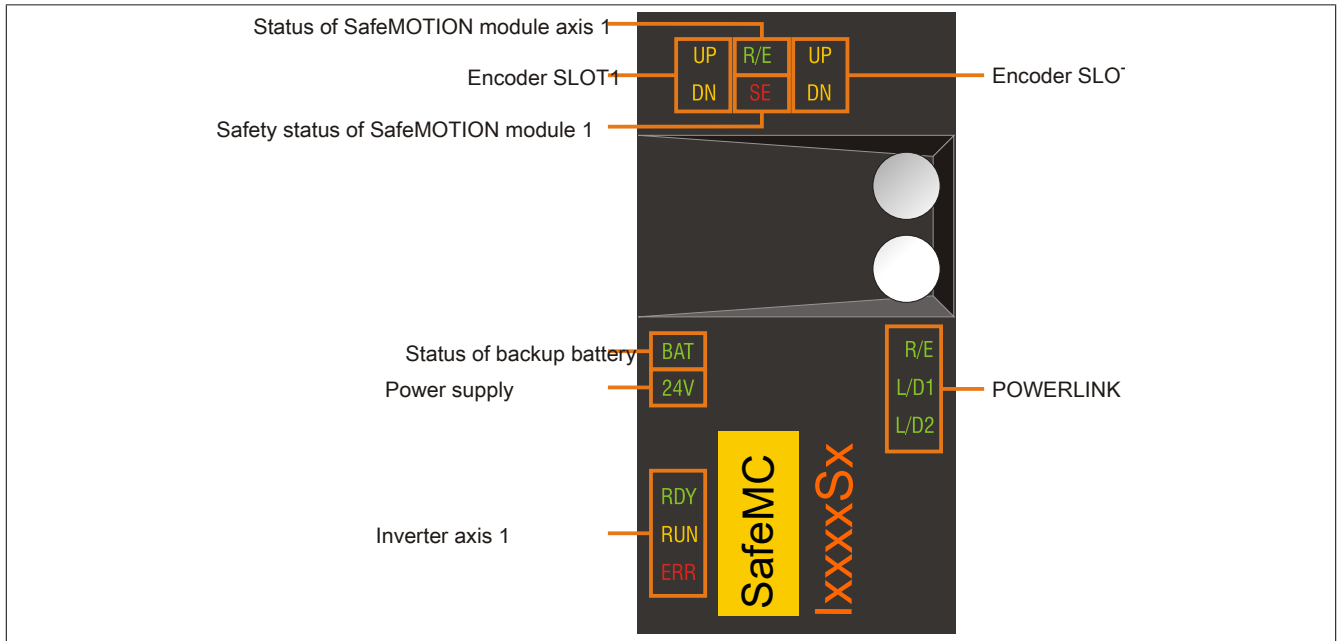 Status of SafeMOTION module axis 1
UP R/E UP
Encoder SLOT1
Encoder SLO
DN SE DN
Safety status of SafeMOTION module 1
Status of backup battery
BAT
R/E
Power supply
24V
L/D1
POWERLINK
L/D2
RDY
Inverter axis 1
RUN
ERR
SafeMC
IxxxxSx